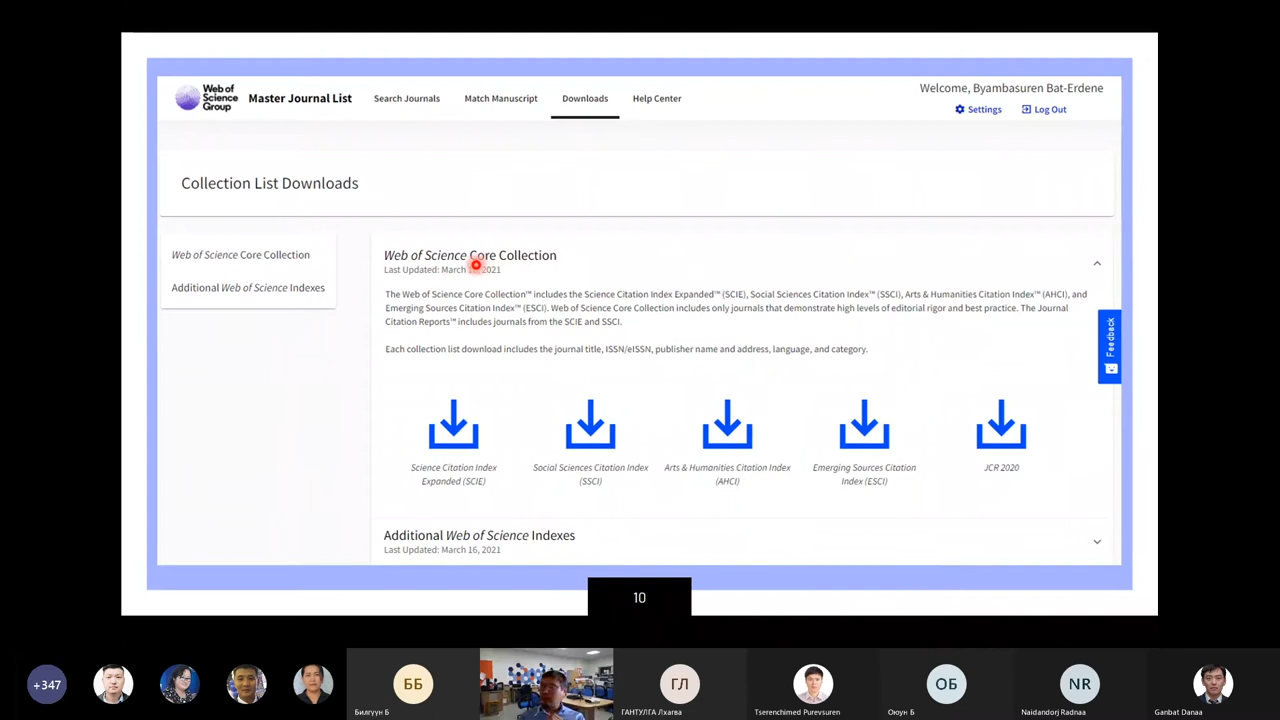 Web of
Science
Group
Master Journal List
Search Journals
Match Manuscript
Downloads
Help Center
Welcome, Byambasuren Bat-Erdene
Settings
Log Out
Collection List Downloads
Web of Science Core Collection
Additional Web of Science Indexes
Web of Science Core Collection
Last Updated: March 2021
The Web of Science Core Collection™ includes the Science Citation Index Expanded™ (SCIE), Social Sciences Citation Index™ (SSCI), Arts & Humanities Citation Index™ (AHCI), and
Emerging Sources Citation Index™ (ESCI). Web of Science Core Collection includes only journals that demonstrate high levels of editorial rigor and best practice. The Journal
Citation Reports™ includes journals from the SCIE and SSCI.
Each collection list download includes the journal title, ISSN/eISSN, publisher name and address, language, and category.
Feedback
Science Citation Index
Expanded (SCIE)
Social Sciences Citation Index
(SSCI)
Arts & Humanities Citation Index
(AHCI)
Emerging Sources Citation
Index (ESCI)
JCR 2020
Additional Web of Science Indexes
Last Updated: March 16, 2021
10
+347
ББ
Билгүүн Б
ГЛ
ГАНТУЛГА Лхагва
Tserenchimed Purevsuren
ОБ
Оюун Б
NR
Naidandorj Radnaa
Ganbat Danaa